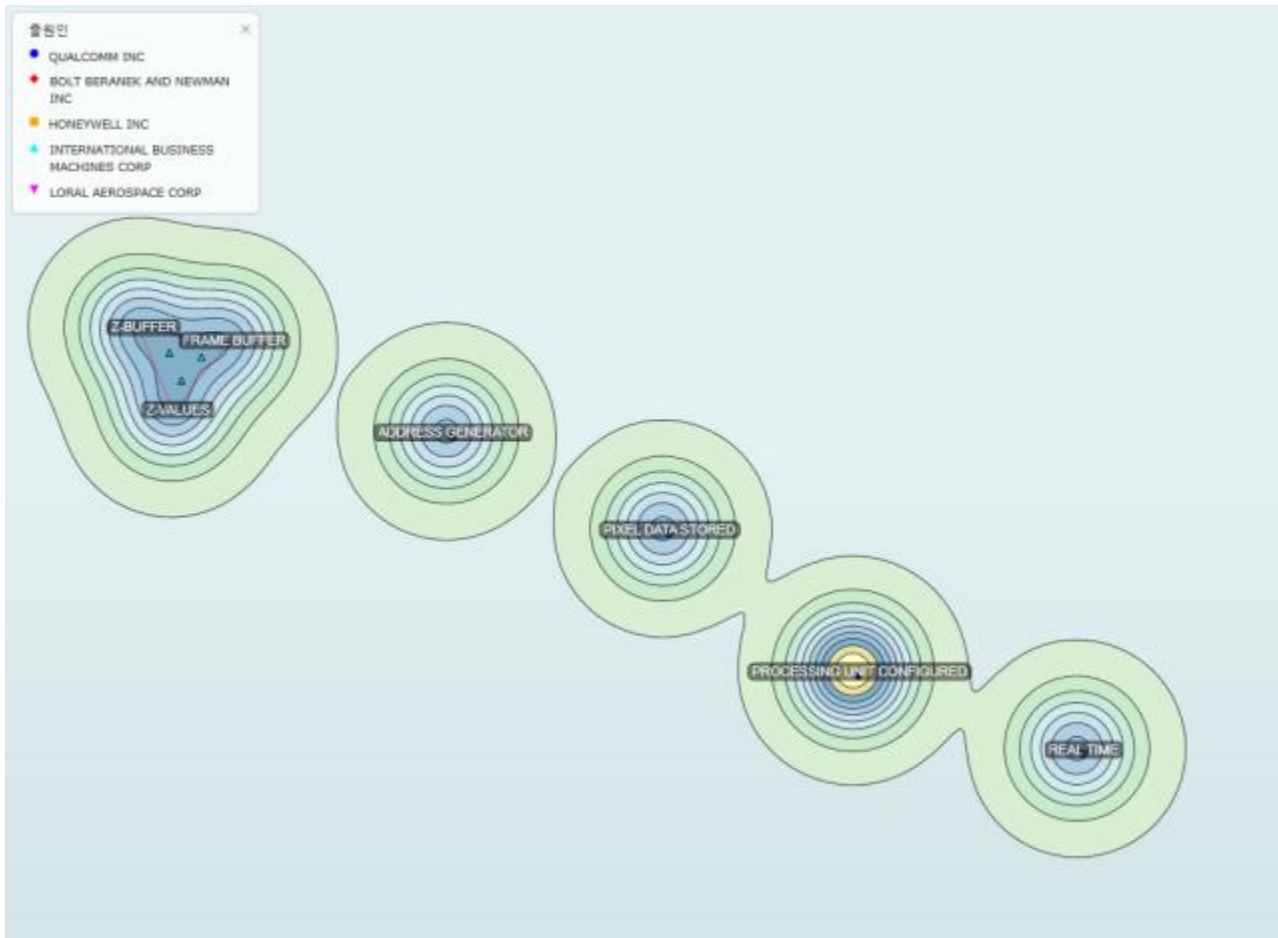 출원인
QUALCOMM INC
BOLT BERANEK AND NEWMAN
INC
HONEYWELL INC
INTERNATIONAL BUSINESS
MACHINES CORP
LORAL AEROSPACE CORP
Z-BUFFER
FRAME BUFFER
Z-VALUES
ADDRESS GENERATOR
PIXEL DATA STORED
PROCESSING UNIT CONFIGURED
REAL TIME